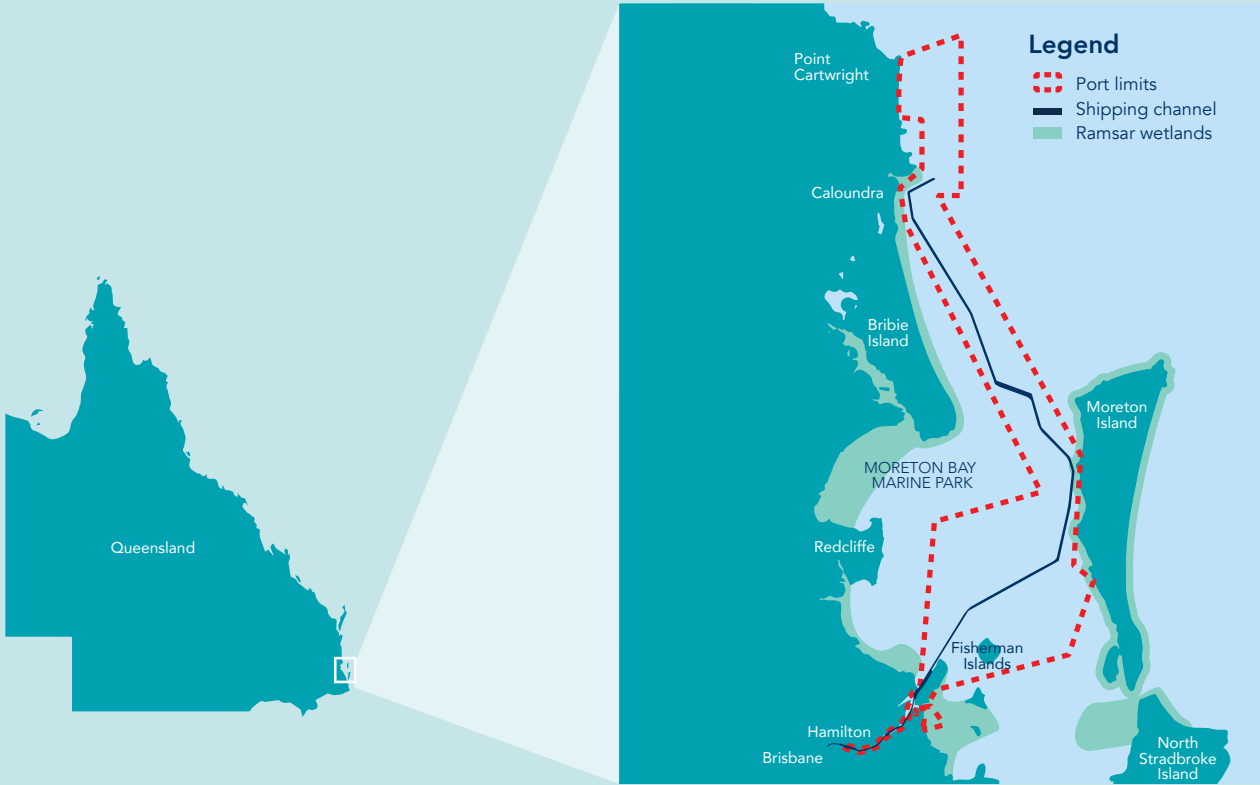 Legend
Port limits
Shipping channel
Ramsar wetlands
Point
Cartwright
Caloundra
Bribie
Island
Moreton
Island
MORETON BAY
MARINE PARK
Queensland
Redcliffe
Fisherman
Islands
Hamilton
Brisbane
North
Stradbroke
Island